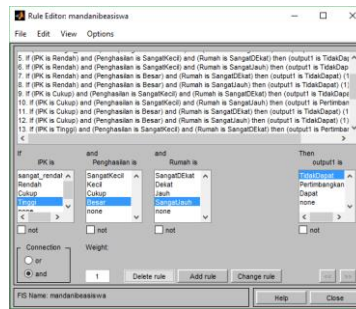 Rule Editor: mandanibeasiswa
File Edit View Options
5. If (IPK is Rendah) and (Penghasilan is SangatKecil) and (Rumah is SangatDEkat) then (output1 is TidakDap
6. If (IPK is Rendah) and (Penghasilan is SangatKecil) and (Rumah is SangatJauh) then (output1 is TidakDap
7. If (IPK is Rendah) and (Penghasilan is Besar) and (Rumah is SangatDEkat) then (output1 is TidakDapat) (1
8. If (IPK is Rendah) and (Penghasilan is Besar) and (Rumah is SangatJauh) then (output1 is TidakDapat) (1)
9. If (IPK is Cukup) and (Penghasilan is SangatKecil) and (Rumah is SangatDEkat) then (output1 is TidakDapa
10. If (IPK is Cukup) and (Penghasilan is SangatKecil) and (Rumah is SangatJauh) then (output1 is Pertimban
11. If (IPK is Cukup) and (Penghasilan is Besar) and (Rumah is SangatDEkat) then (output1 is TidakDapat) (1
12. If (IPK is Cukup) and (Penghasilan is Besar) and (Rumah is SangatJauh) then (output1 is TidakDapat) (1)
13. If (IPK is Tinggi) and (Penghasilan is SangatKecil) and (Rumah is SangatDEkat) then (output1 is Pertimbar
If and and Then
IPK is Penghasilan is Rumah is output1 is
sangat_rendah SangatKecil SangatDEkat TidakDapat
Rendah Kecil Dekat Pertimbangkan
Cukup Cukup Jauh Dapat
Tinggi Besar SangatJauh none
none none none
not not not not
Connection Weight:
or
and 1 Delete rule Add rule Change rule << >>
FIS Name: mandanibeasiswa Help Close